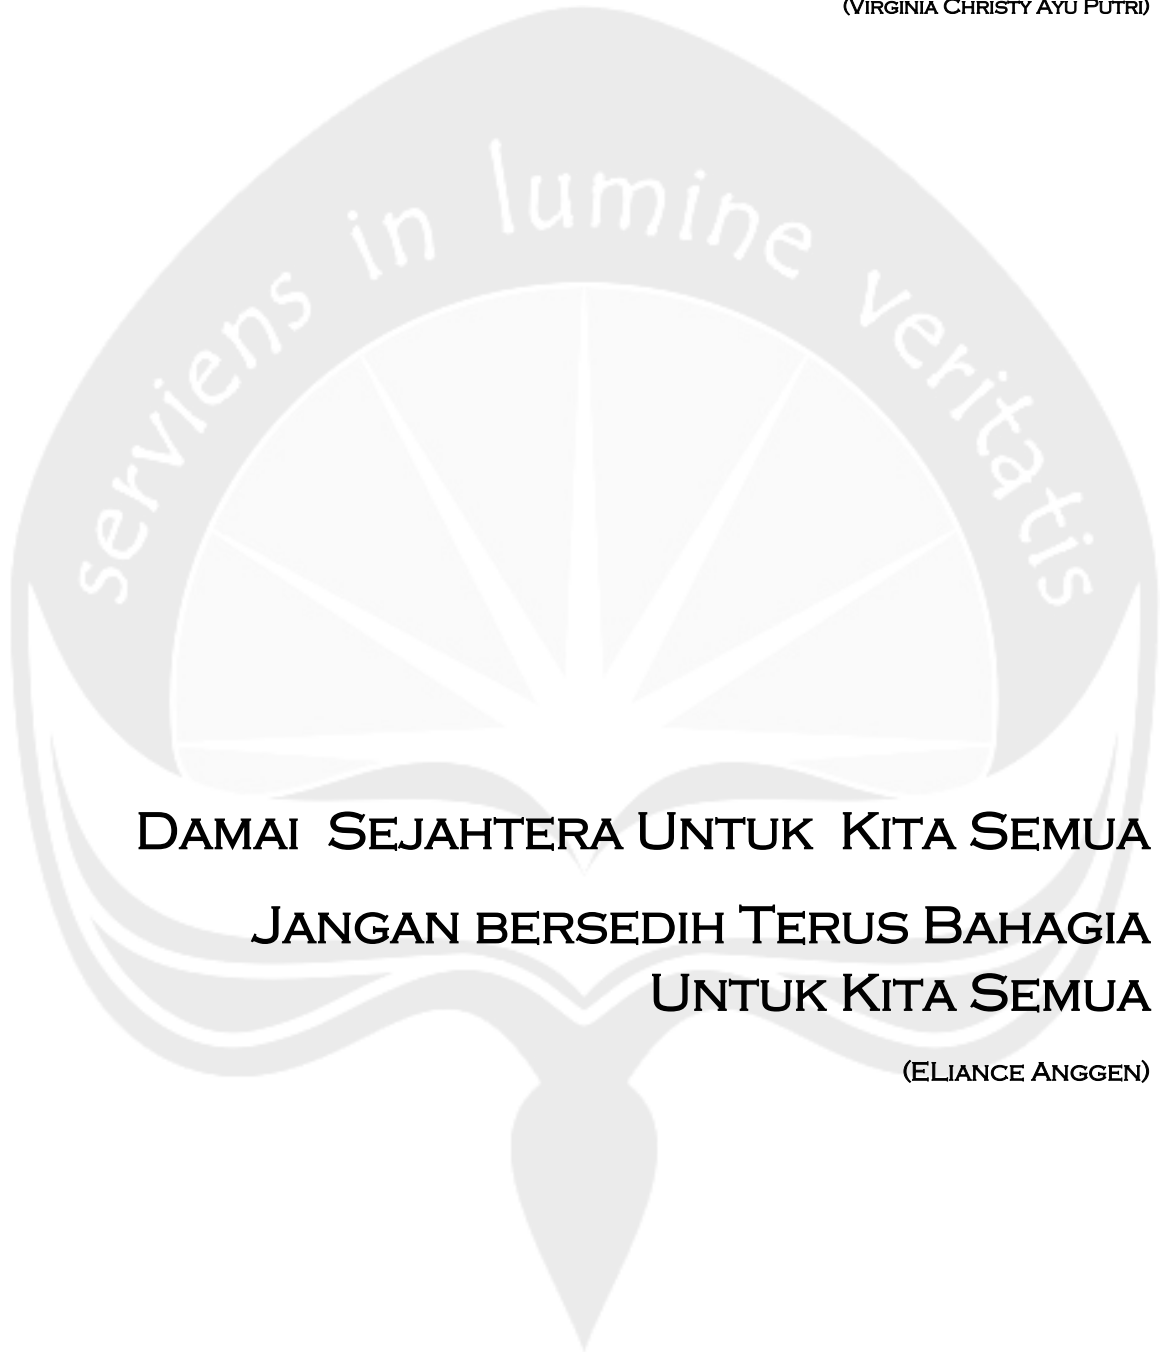 (Virginia Christy Ayu Putri)
serviens in lumine veritatis
Damai Sejahtera Untuk Kita Semua
Jangan bersedih Terus Bahagia
Untuk Kita Semua
(ELiance Anggen)